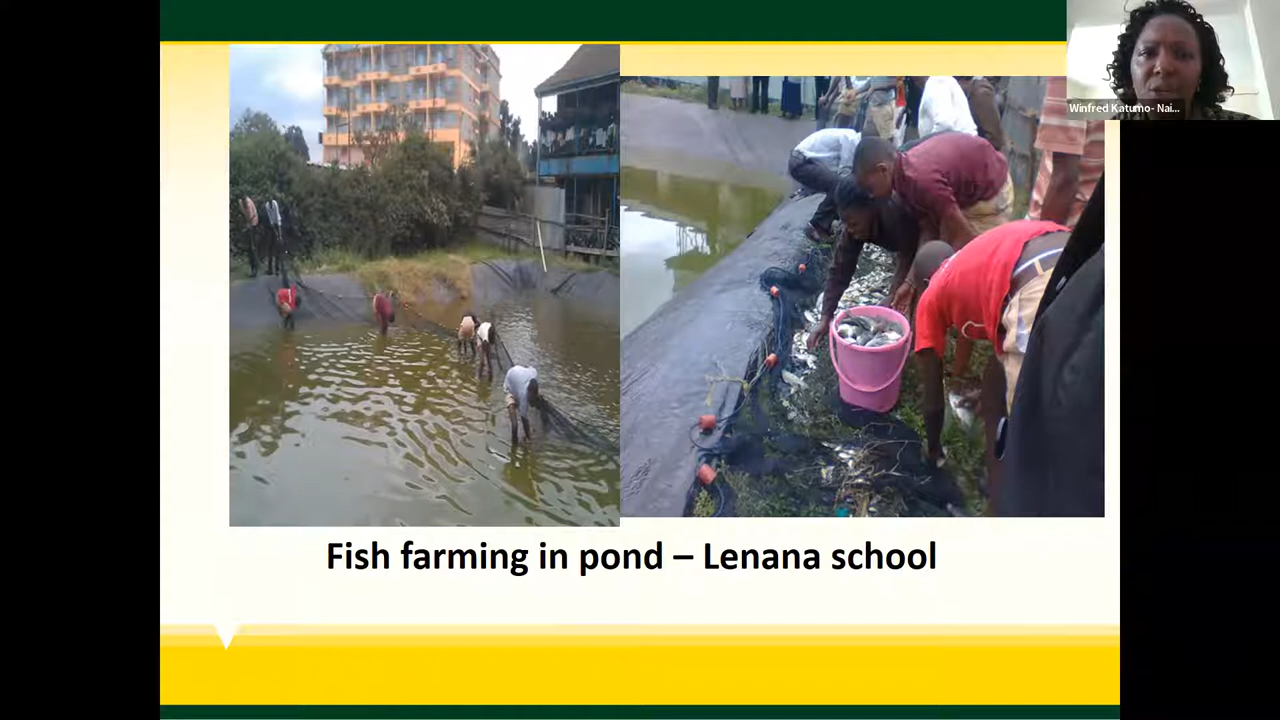 Winfred Katumo- Nai...
Fish farming in pond – Lenana school